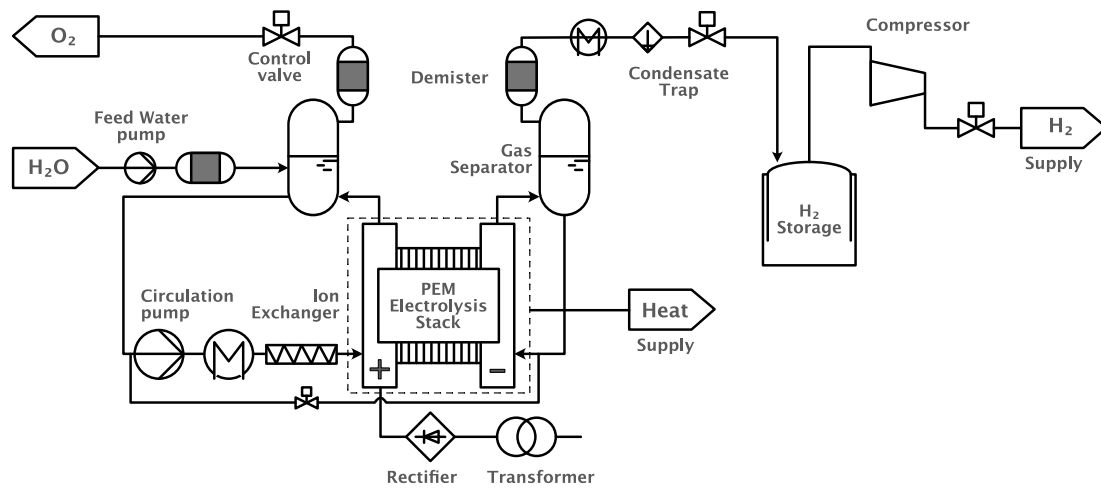 O₂
Control
valve
Demister
Condensate
Trap
Compressor
Feed Water
pump
H₂O
Gas
Separator
H₂
Supply
H₂
Storage
Circulation
pump
Ion
Exchanger
PEM
Electrolysis
Stack
Heat
Supply
+
−
Rectifier
Transformer